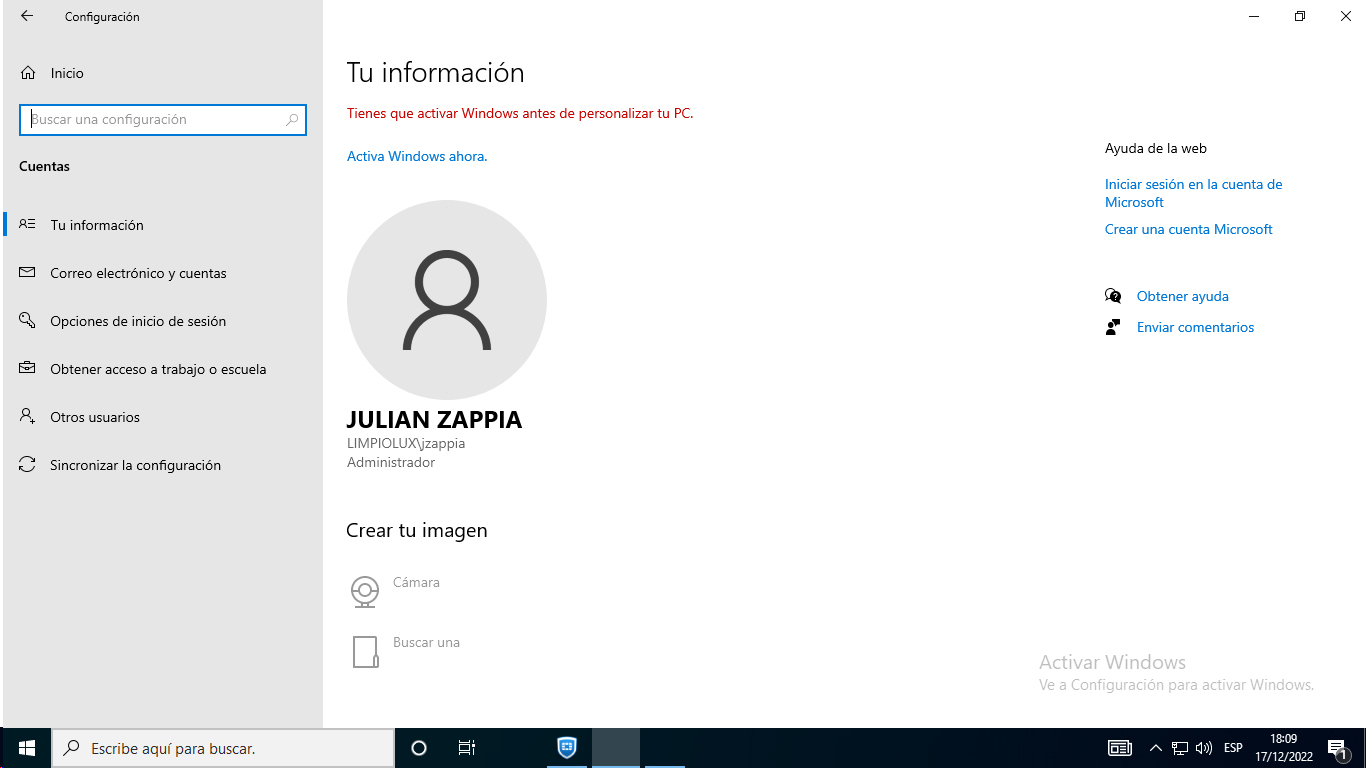 Configuración
Inicio
Buscar una configuración
Cuentas
Tu información
Correo electrónico y cuentas
Opciones de inicio de sesión
Obtener acceso a trabajo o escuela
Otros usuarios
Sincronizar la configuración
Tu información
Tienes que activar Windows antes de personalizar tu PC.
Activa Windows ahora.
JULIAN ZAPPIA
LIMPIOLUX\jzappia
Administrador
Crear tu imagen
Cámara
Buscar una
Ayuda de la web
Iniciar sesión en la cuenta de
Microsoft
Crear una cuenta Microsoft
Obtener ayuda
Enviar comentarios
Activar Windows
Ve a Configuración para activar Windows.
Escribe aquí para buscar.
ESP
18:09
17/12/2022
1